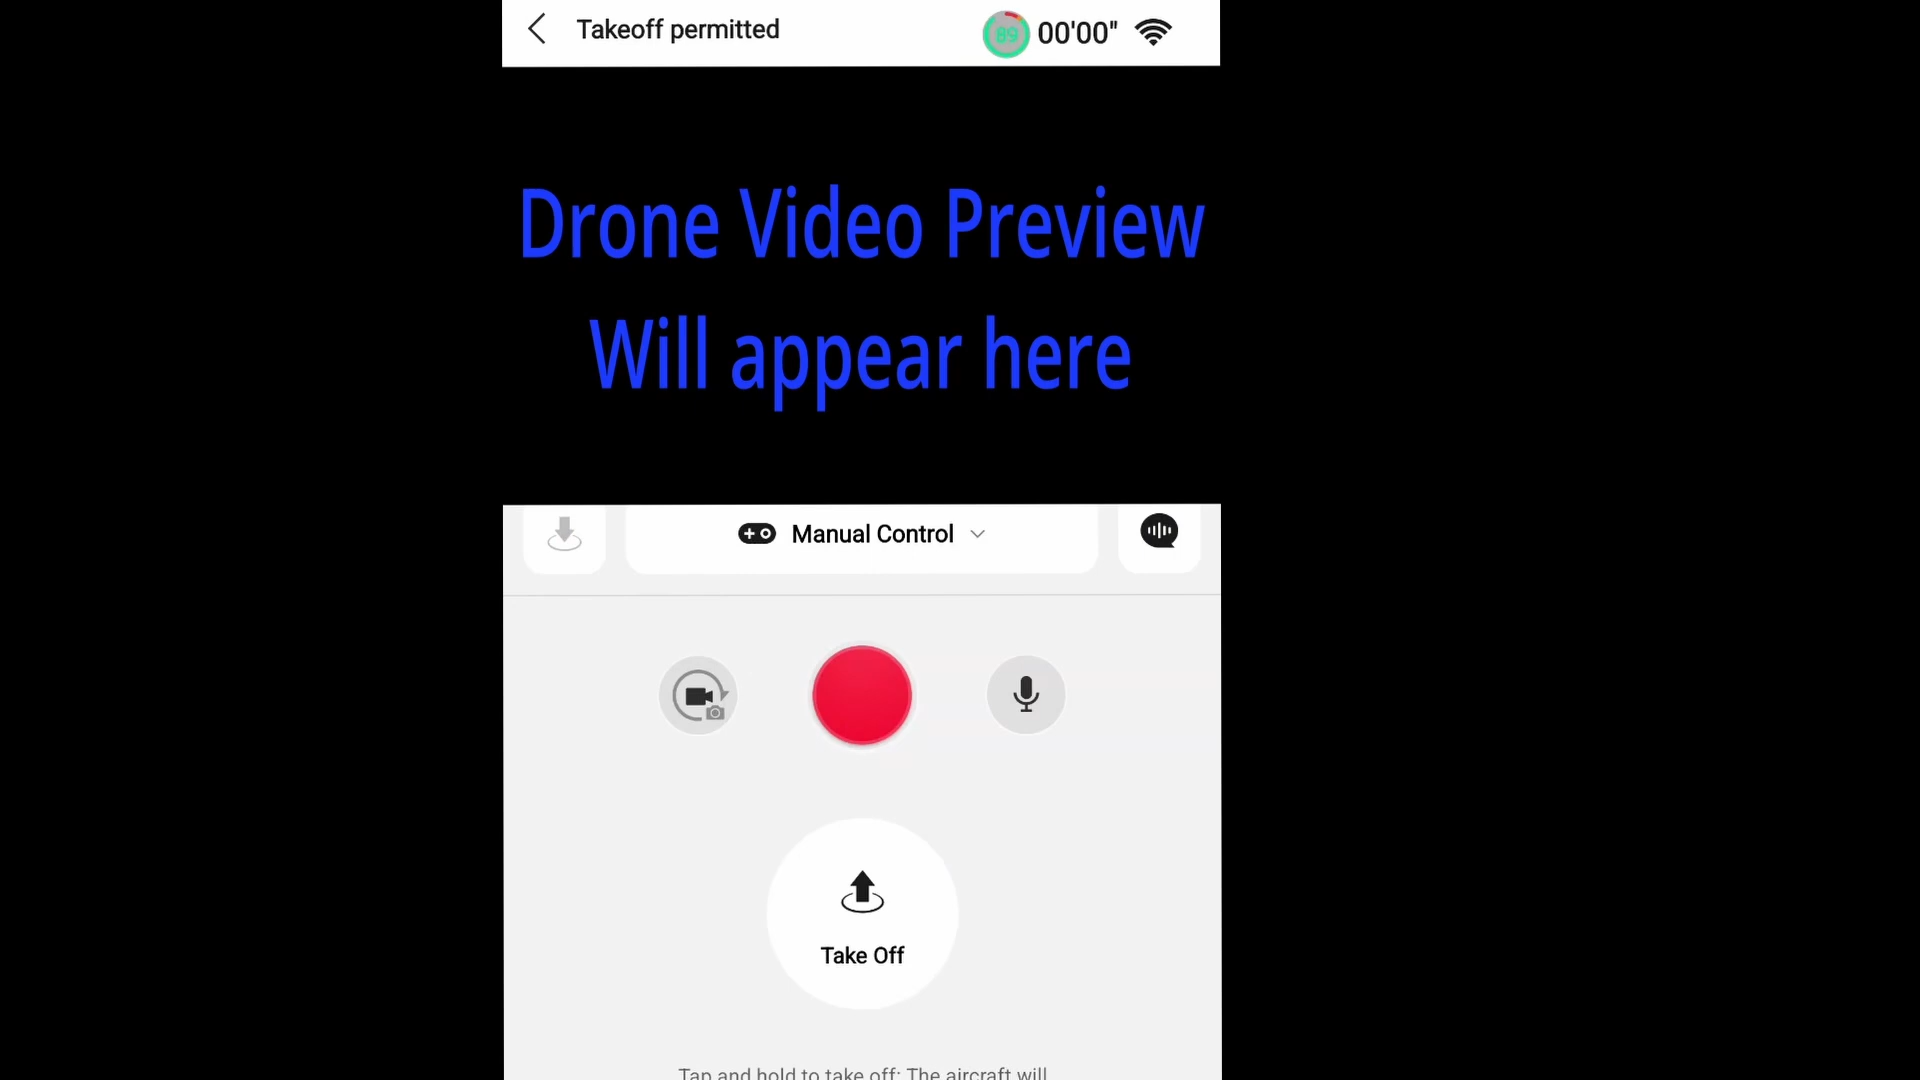 Takeoff permitted
89 00'00"
Drone Video Preview
Will appear here
Manual Control
Take Off
Tap and hold to take off: The aircraft will